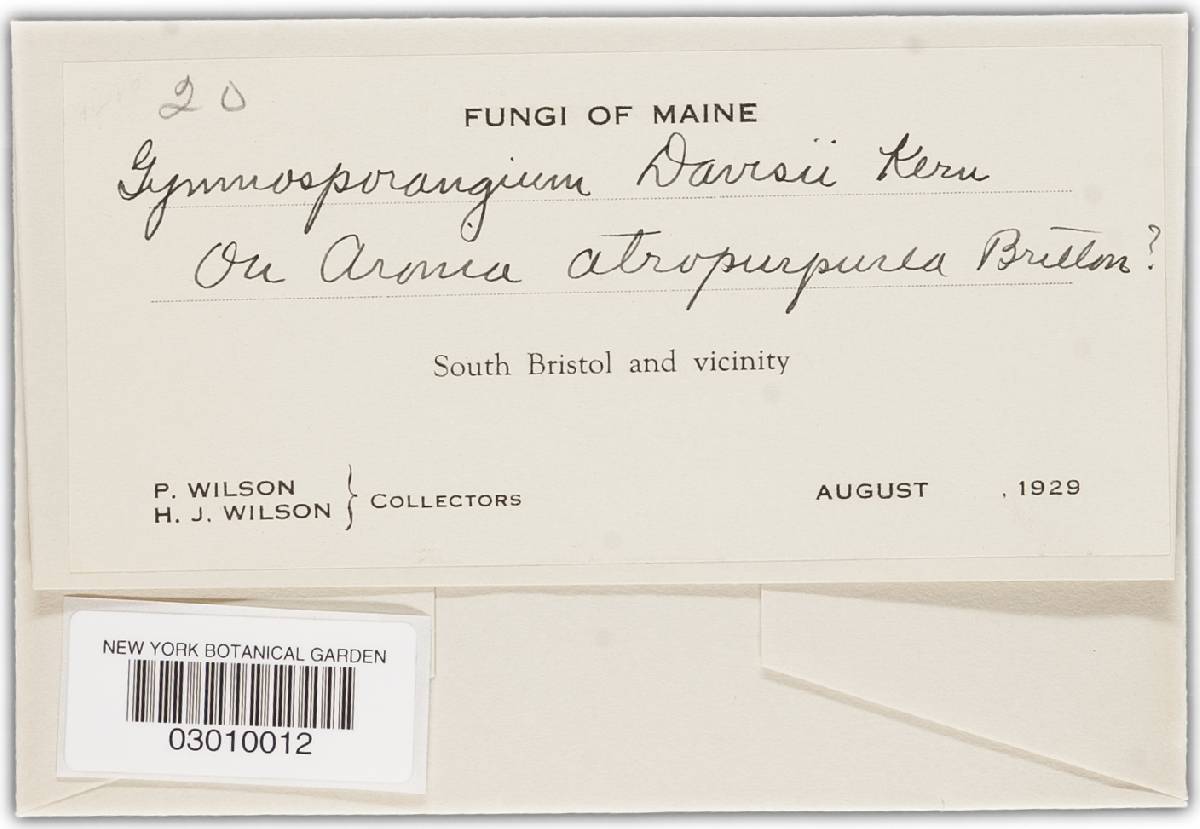 20
FUNGI OF MAINE
Gymnosporangium Davisii Kern
On Aronia atropurpurea Britton?
South Bristol and vicinity
P. WILSON
H. J. WILSON } COLLECTORS
AUGUST , 1929
NEW YORK BOTANICAL GARDEN
03010012